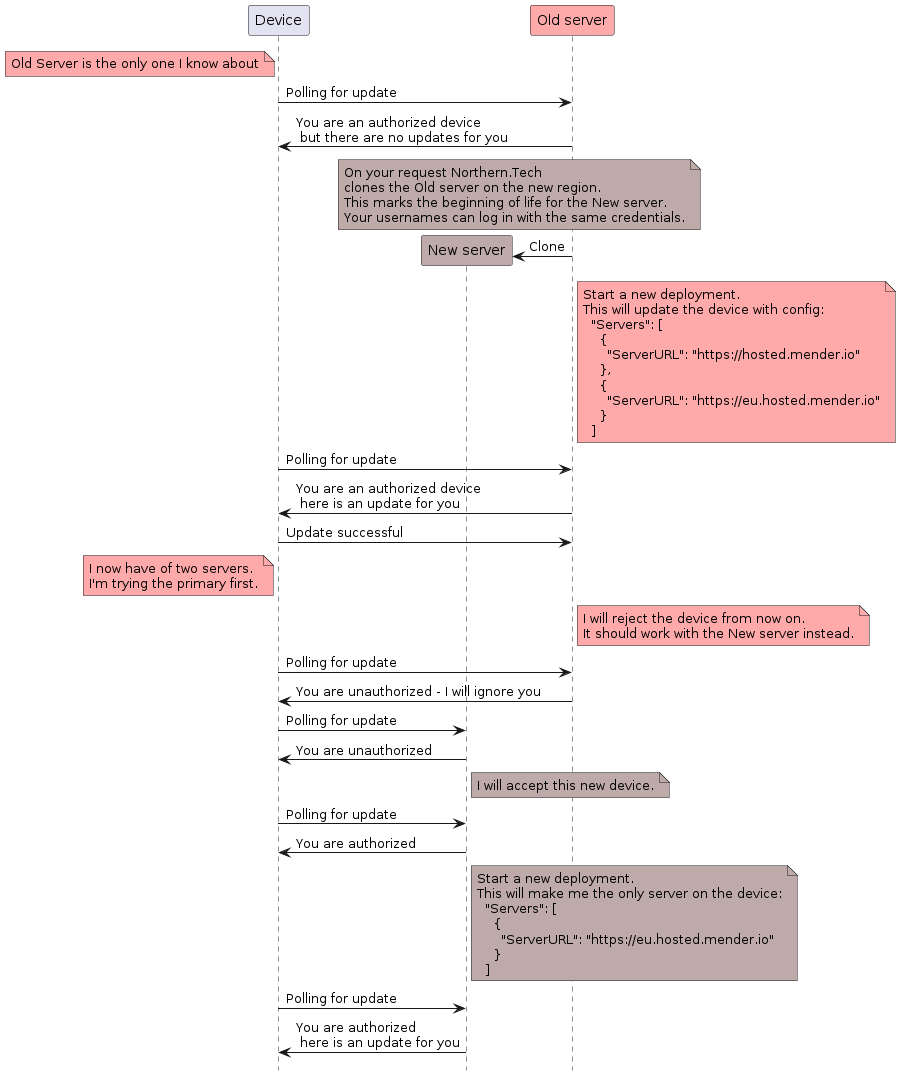 Device
Old server
Old Server is the only one I know about
Polling for update
You are an authorized device
but there are no updates for you
On your request Northern.Tech
clones the Old server on the new region.
This marks the beginning of life for the New server.
Your usernames can log in with the same credentials.
New server
Clone
Start a new deployment.
This will update the device with config:
"Servers": [
{
"ServerURL": "https://hosted.mender.io"
},
{
"ServerURL": "https://eu.hosted.mender.io"
}
]
Polling for update
You are an authorized device
here is an update for you
Update successful
I now have of two servers.
I'm trying the primary first.
I will reject the device from now on.
It should work with the New server instead.
Polling for update
You are unauthorized - I will ignore you
Polling for update
You are unauthorized
I will accept this new device.
Polling for update
You are authorized
Start a new deployment.
This will make me the only server on the device:
"Servers": [
{
"ServerURL": "https://eu.hosted.mender.io"
}
]
Polling for update
You are authorized
here is an update for you